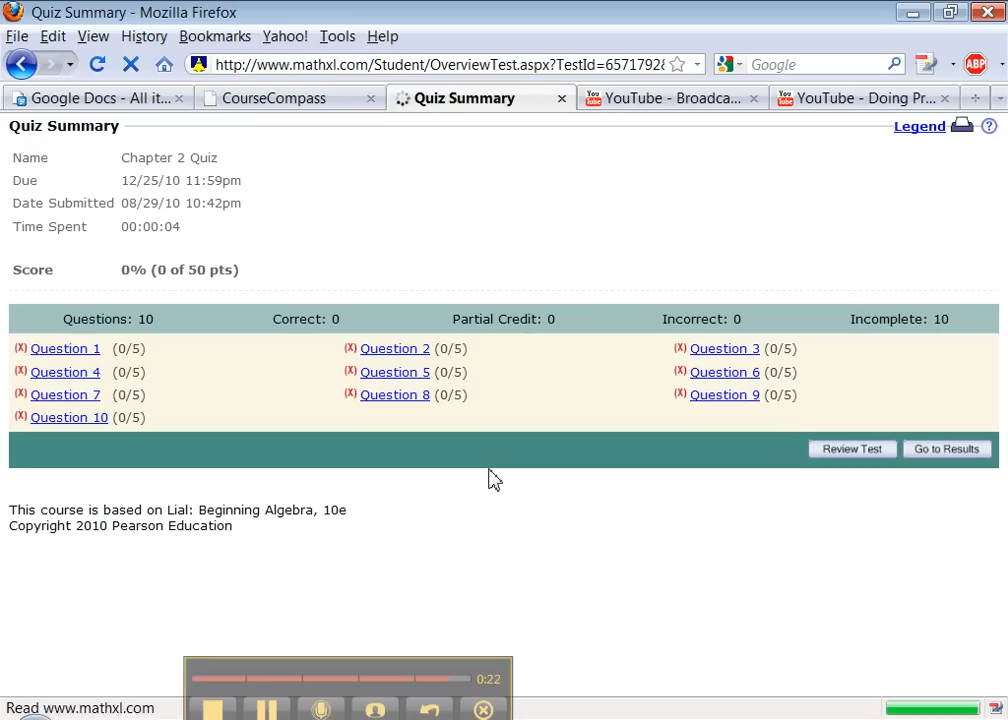 Quiz Summary - Mozilla Firefox
File Edit View History Bookmarks Yahoo! Tools Help
http://www.mathxl.com/Student/OverviewTest.aspx?TestId=6571792& Google ABP
Google Docs - All it... CourseCompass Quiz Summary You Tube YouTube - Broadca... You Tube YouTube - Doing Pr...
Quiz Summary Legend ?
Name Chapter 2 Quiz
Due 12/25/10 11:59pm
Date Submitted 08/29/10 10:42pm
Time Spent 00:00:04
Score 0% (0 of 50 pts)
Questions: 10 Correct: 0 Partial Credit: 0 Incorrect: 0 Incomplete: 10
(X) Question 1 (0/5) (X) Question 2 (0/5) (X) Question 3 (0/5)
(X) Question 4 (0/5) (X) Question 5 (0/5) (X) Question 6 (0/5)
(X) Question 7 (0/5) (X) Question 8 (0/5) (X) Question 9 (0/5)
(X) Question 10 (0/5)
Review Test Go to Results
This course is based on Lial: Beginning Algebra, 10e
Copyright 2010 Pearson Education
0:22
Read www.mathxl.com